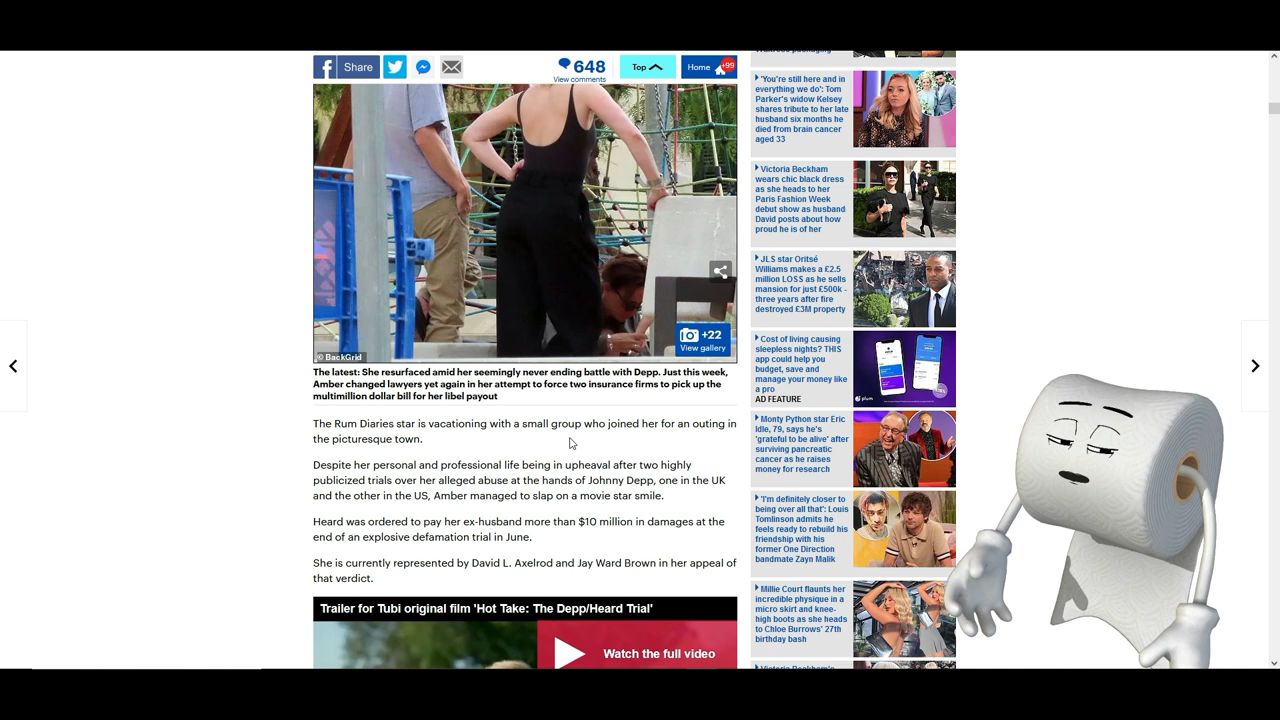 Share
648
View comments
Top
Home
+99
+22
View gallery
© BackGrid
The latest: She resurfaced amid her seemingly never ending battle with Depp. Just this week,
Amber changed lawyers yet again in her attempt to force two insurance firms to pick up the
multimillion dollar bill for her libel payout
The Rum Diaries star is vacationing with a small group who joined her for an outing in
the picturesque town.
Despite her personal and professional life being in upheaval after two highly
publicized trials over her alleged abuse at the hands of Johnny Depp, one in the UK
and the other in the US, Amber managed to slap on a movie star smile.
Heard was ordered to pay her ex-husband more than $10 million in damages at the
end of an explosive defamation trial in June.
She is currently represented by David L. Axelrod and Jay Ward Brown in her appeal of
that verdict.
Trailer for Tubi original film 'Hot Take: The Depp/Heard Trial'
Watch the full video
'You're still here and in
everything we do': Tom
Parker's widow Kelsey
shares tribute to her late
husband six months he
died from brain cancer
aged 33
Victoria Beckham
wears chic black dress
as she heads to her
Paris Fashion Week
debut show as husband
David posts about how
proud he is of her
JLS star Oritsé
Williams makes a £2.5
million LOSS as he sells
mansion for just £500k -
three years after fire
destroyed £3M property
Cost of living causing
sleepless nights? THIS
app could help you
budget, save and
manage your money like
a pro
AD FEATURE
plum
Monty Python star Eric
Idle, 79, says he's
'grateful to be alive' after
surviving pancreatic
cancer as he raises
money for research
'I'm definitely closer to
being over all that': Louis
Tomlinson admits he
feels ready to rebuild his
friendship with his
former One Direction
bandmate Zayn Malik
Millie Court flaunts her
incredible physique in a
micro skirt and knee-
high boots as she heads
to Chloe Burrows' 27th
birthday bash